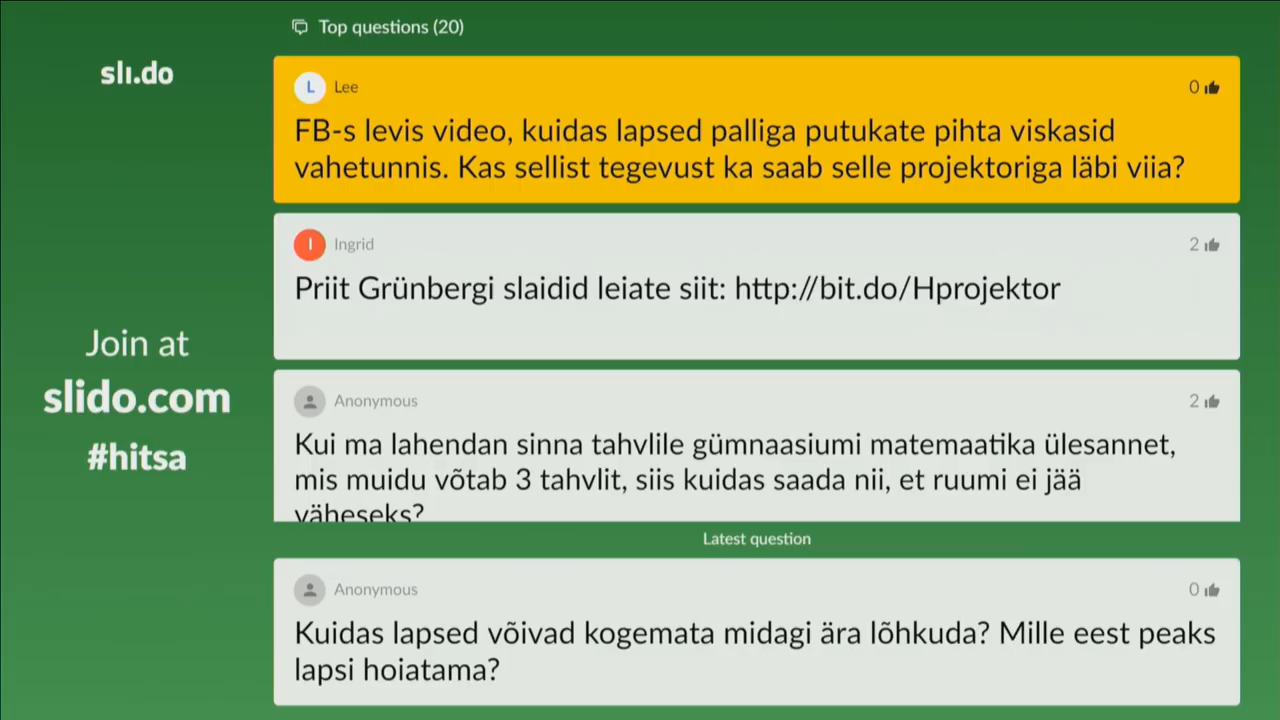 Top questions (20)
sli.do
L Lee 0
FB-s levis video, kuidas lapsed palliga putukate pihta viskasid
vahetunnis. Kas sellist tegevust ka saab selle projektoriga läbi viia?
I Ingrid 2
Priit Grünbergi slaidid leiate siit: http://bit.do/Hprojektor
Join at
slido.com
#hitsa
Anonymous 2
Kui ma lahendan sinna tahvlile gümnaasiumi matemaatika ülesannet,
mis muidu võtab 3 tahvlit, siis kuidas saada nii, et ruumi ei jää
väheseks?
Latest question
Anonymous 0
Kuidas lapsed võivad kogemata midagi ära lõhkuda? Mille eest peaks
lapsi hoiatama?